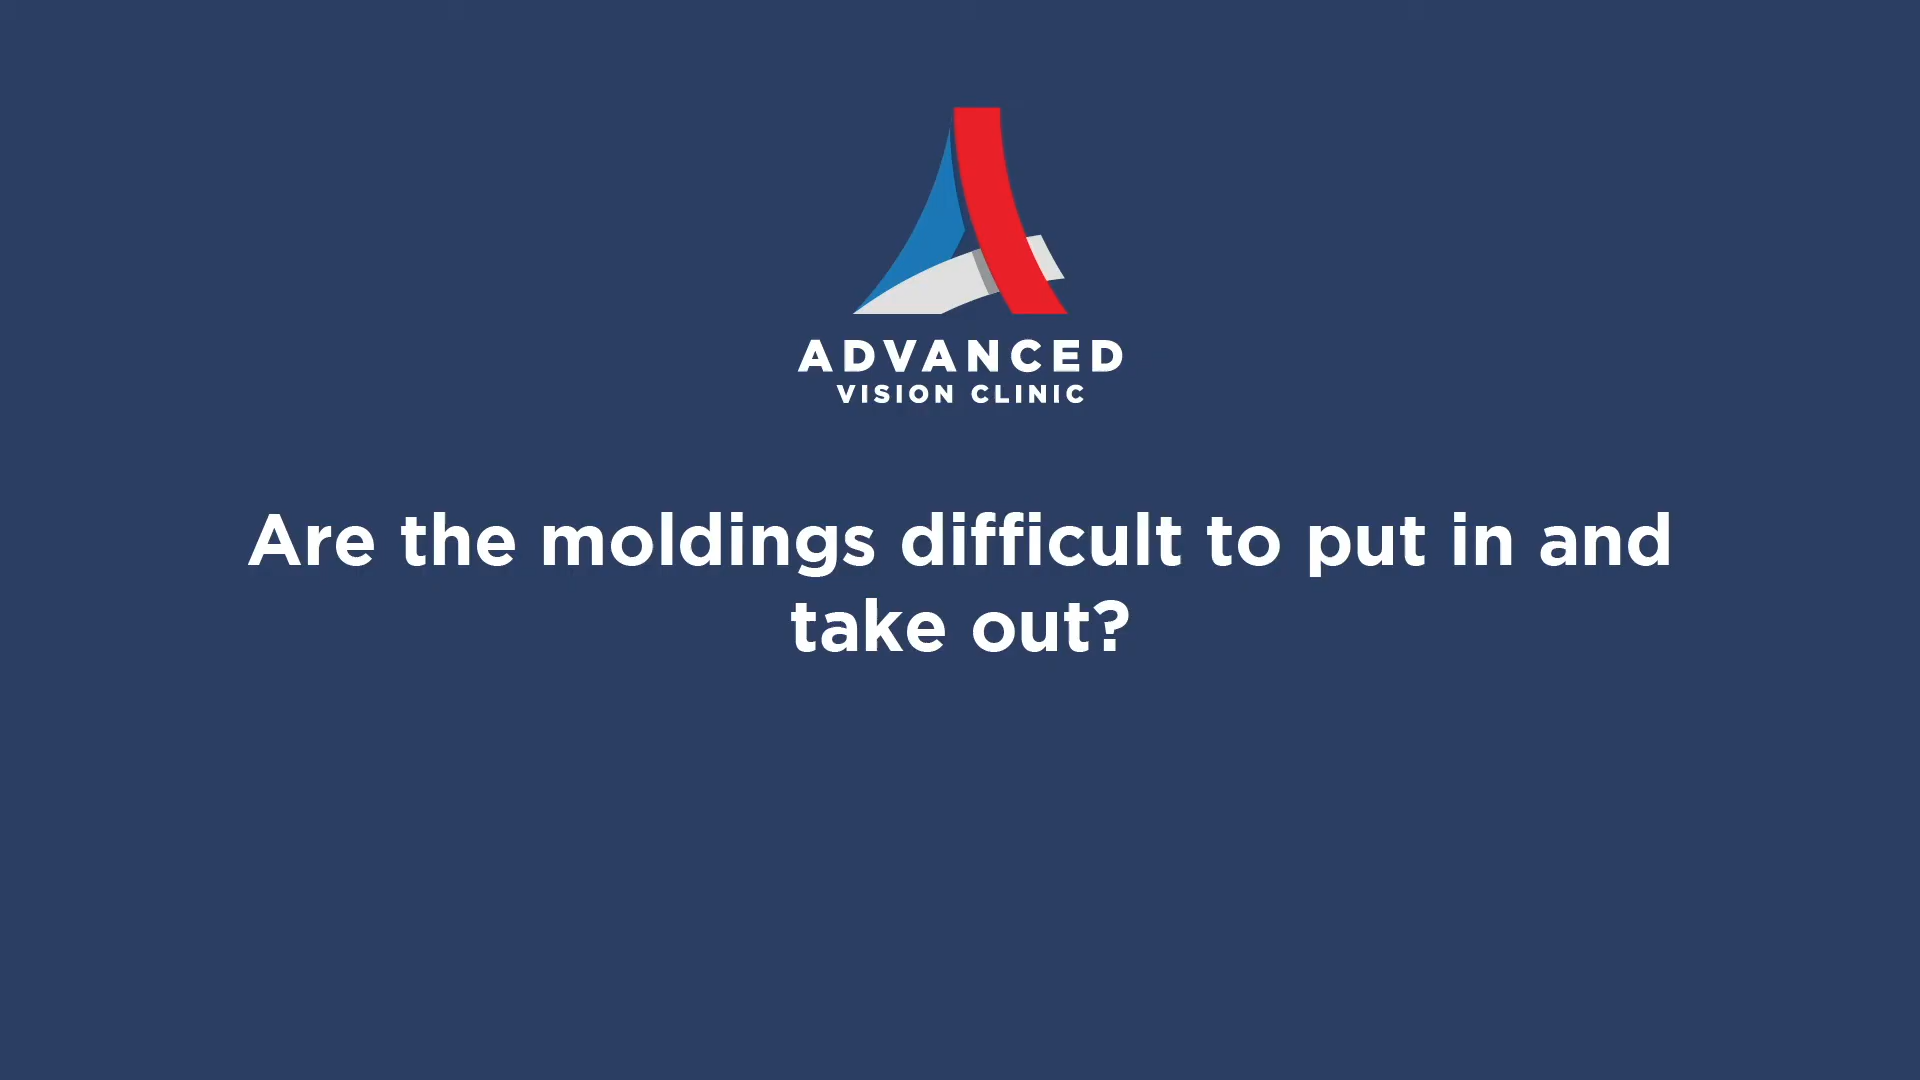 ADVANCED
VISION CLINIC
Are the moldings difficult to put in and
take out?